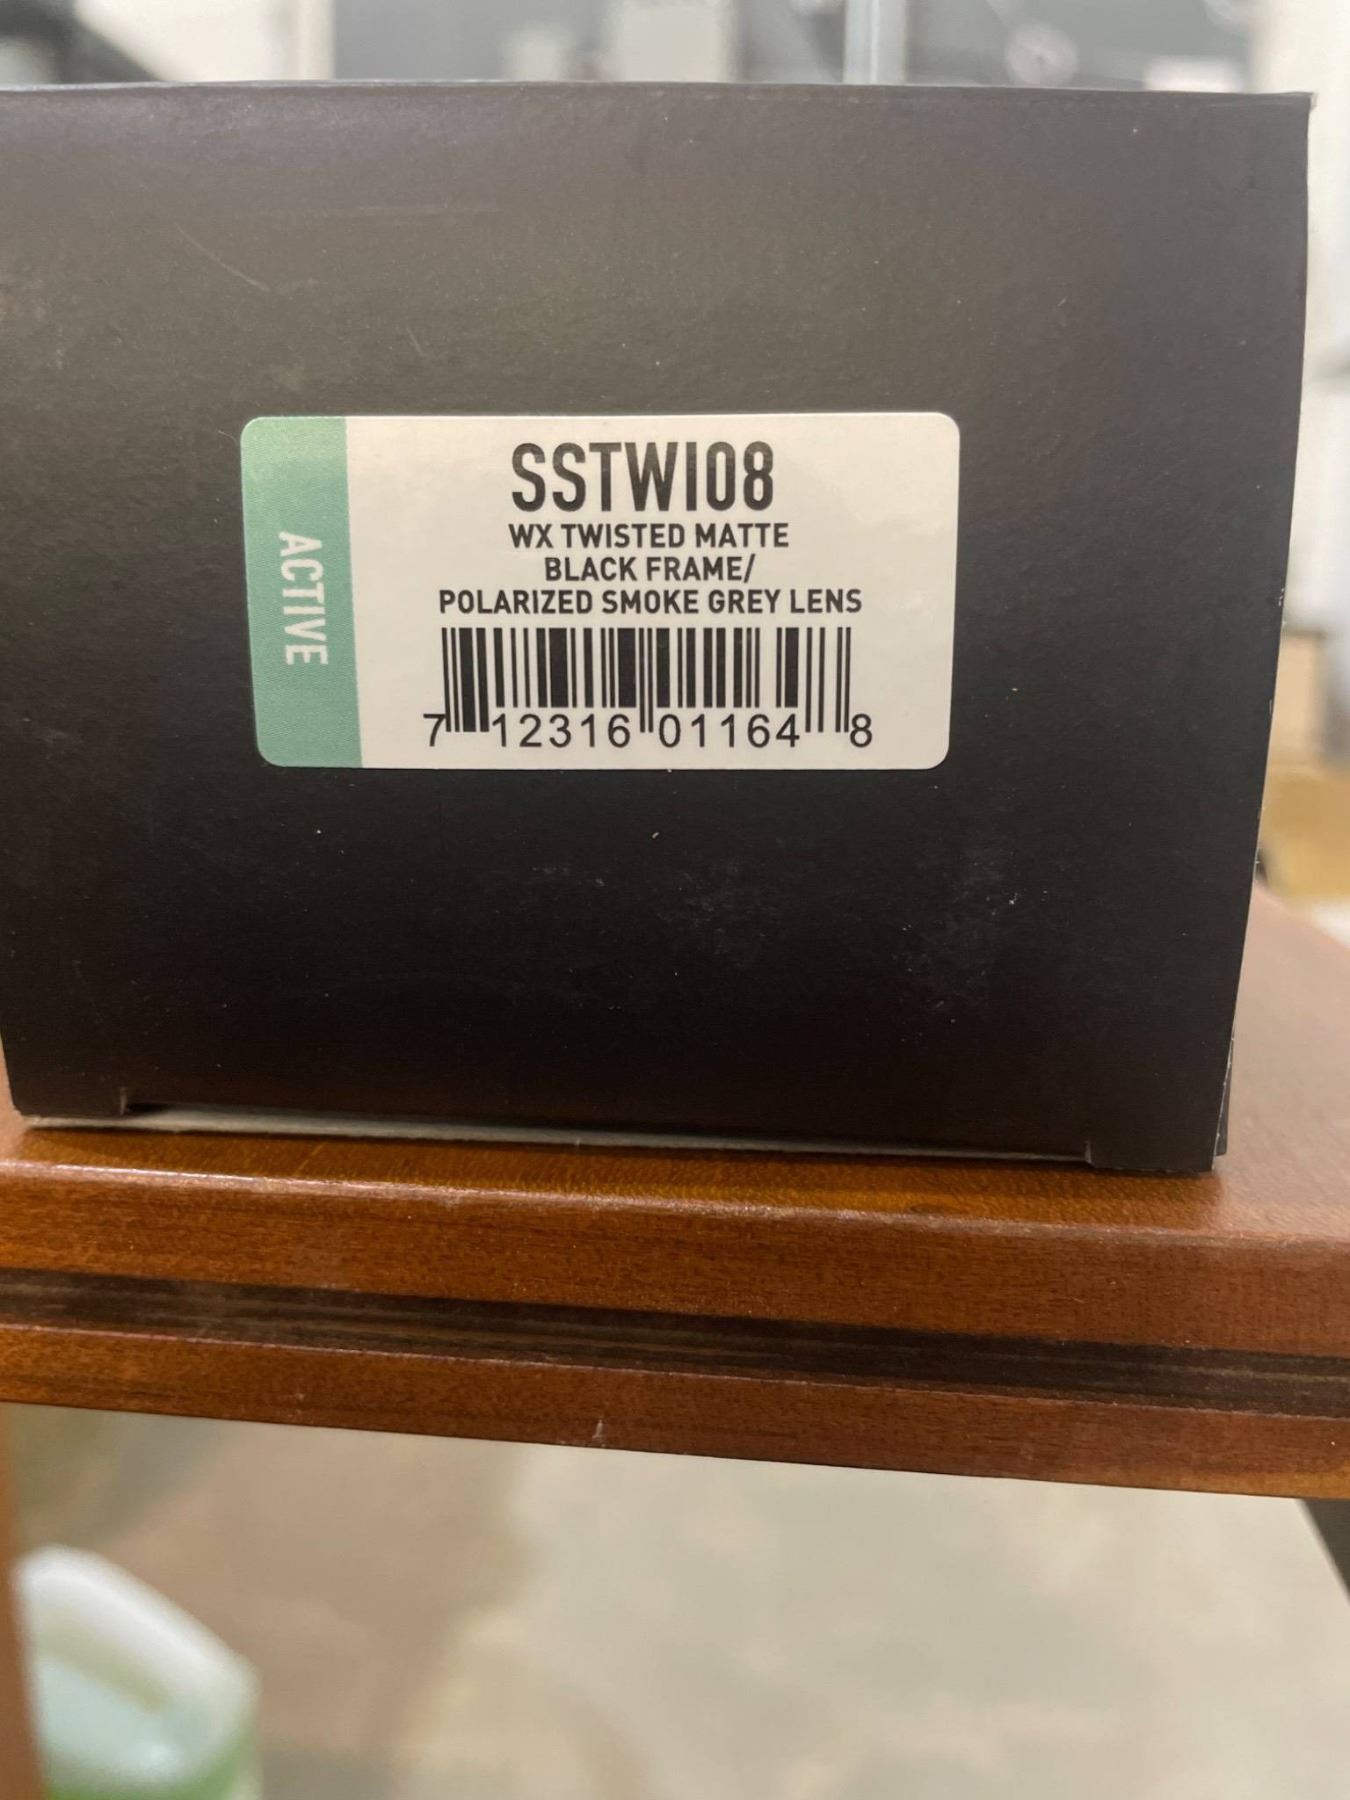 ACTIVE
SSTWI08
WX TWISTED MATTE
BLACK FRAME/
POLARIZED SMOKE GREY LENS
7 12316 01164 8